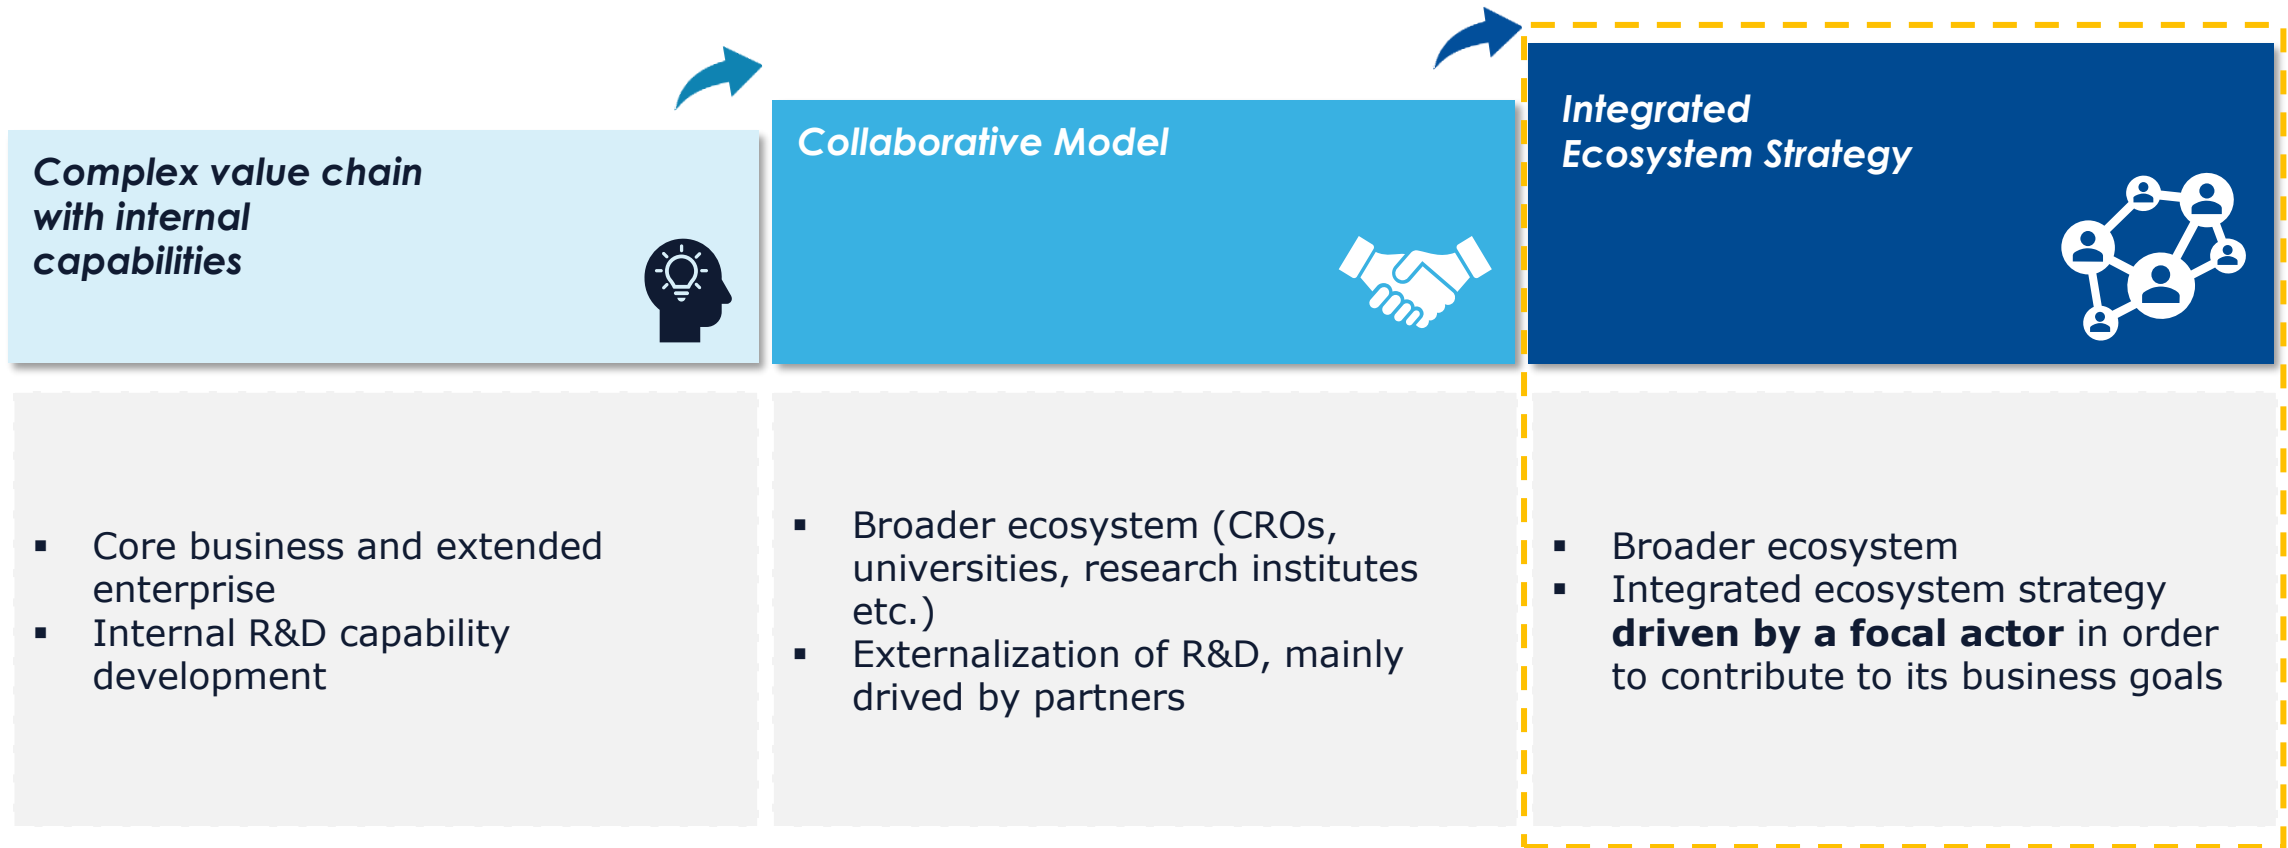 Complex value chain
with internal
capabilities
Collaborative Model
Integrated
Ecosystem Strategy
▪ Core business and extended
enterprise
▪ Internal R&D capability
development
▪ Broader ecosystem (CROs,
universities, research institutes
etc.)
▪ Externalization of R&D, mainly
drived by partners
▪ Broader ecosystem
▪ Integrated ecosystem strategy
driven by a focal actor in order
to contribute to its business goals